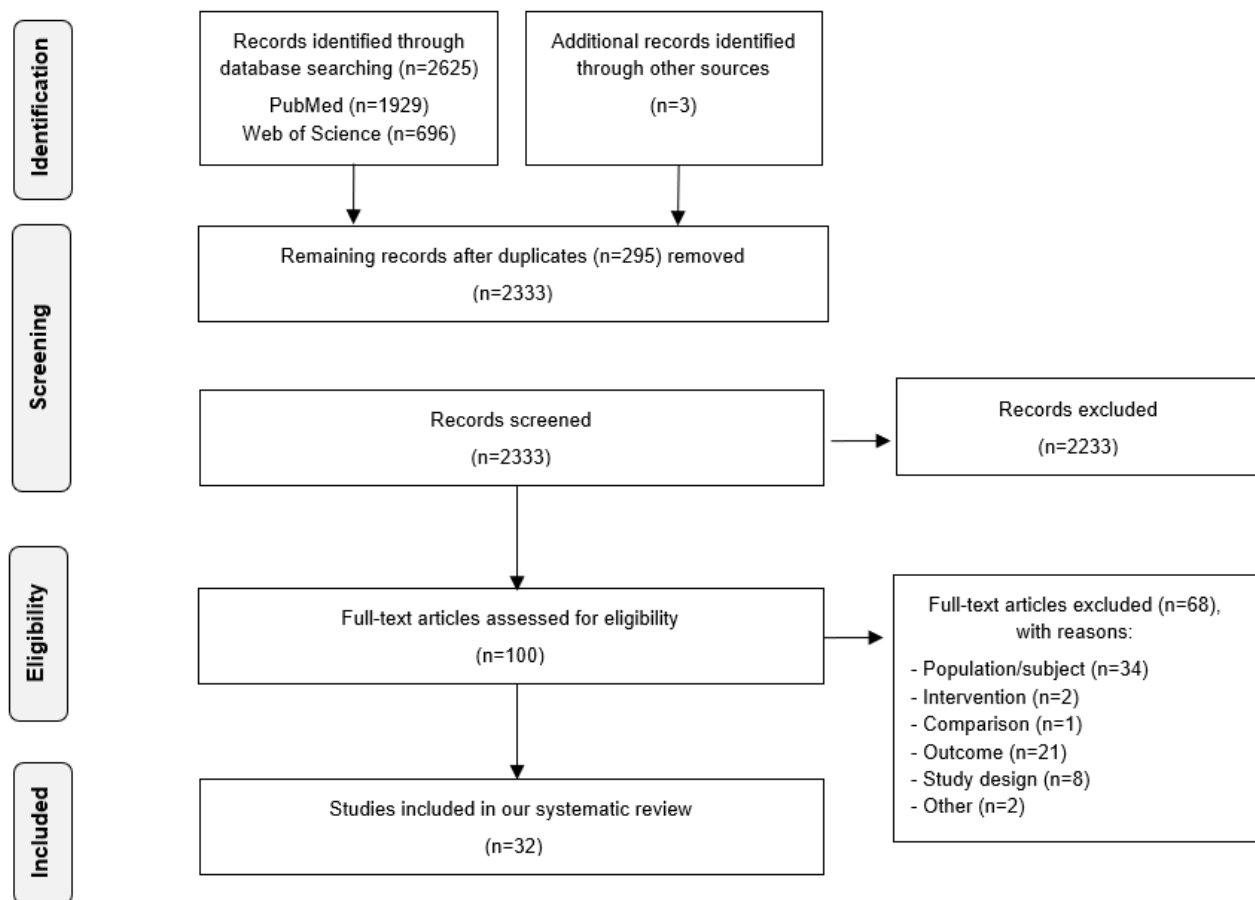 Identification
Records identified through
database searching (n=2625)
PubMed (n=1929)
Web of Science (n=696)
Additional records identified
through other sources
(n=3)
Screening
Remaining records after duplicates (n=295) removed
(n=2333)
Records screened
(n=2333)
Records excluded
(n=2233)
Eligibility
Full-text articles assessed for eligibility
(n=100)
Full-text articles excluded (n=68),
with reasons:
- Population/subject (n=34)
- Intervention (n=2)
- Comparison (n=1)
- Outcome (n=21)
- Study design (n=8)
- Other (n=2)
Included
Studies included in our systematic review
(n=32)